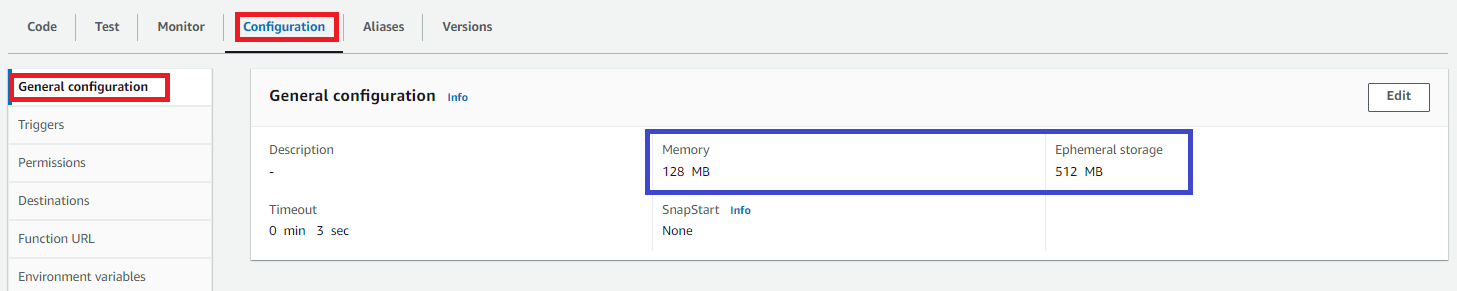 Code Test Monitor Configuration Aliases Versions
General configuration
Triggers
Permissions
Destinations
Function URL
Environment variables
General configuration Info Edit
Description
-
Memory
128 MB
Ephemeral storage
512 MB
Timeout
0 min 3 sec
SnapStart Info
None